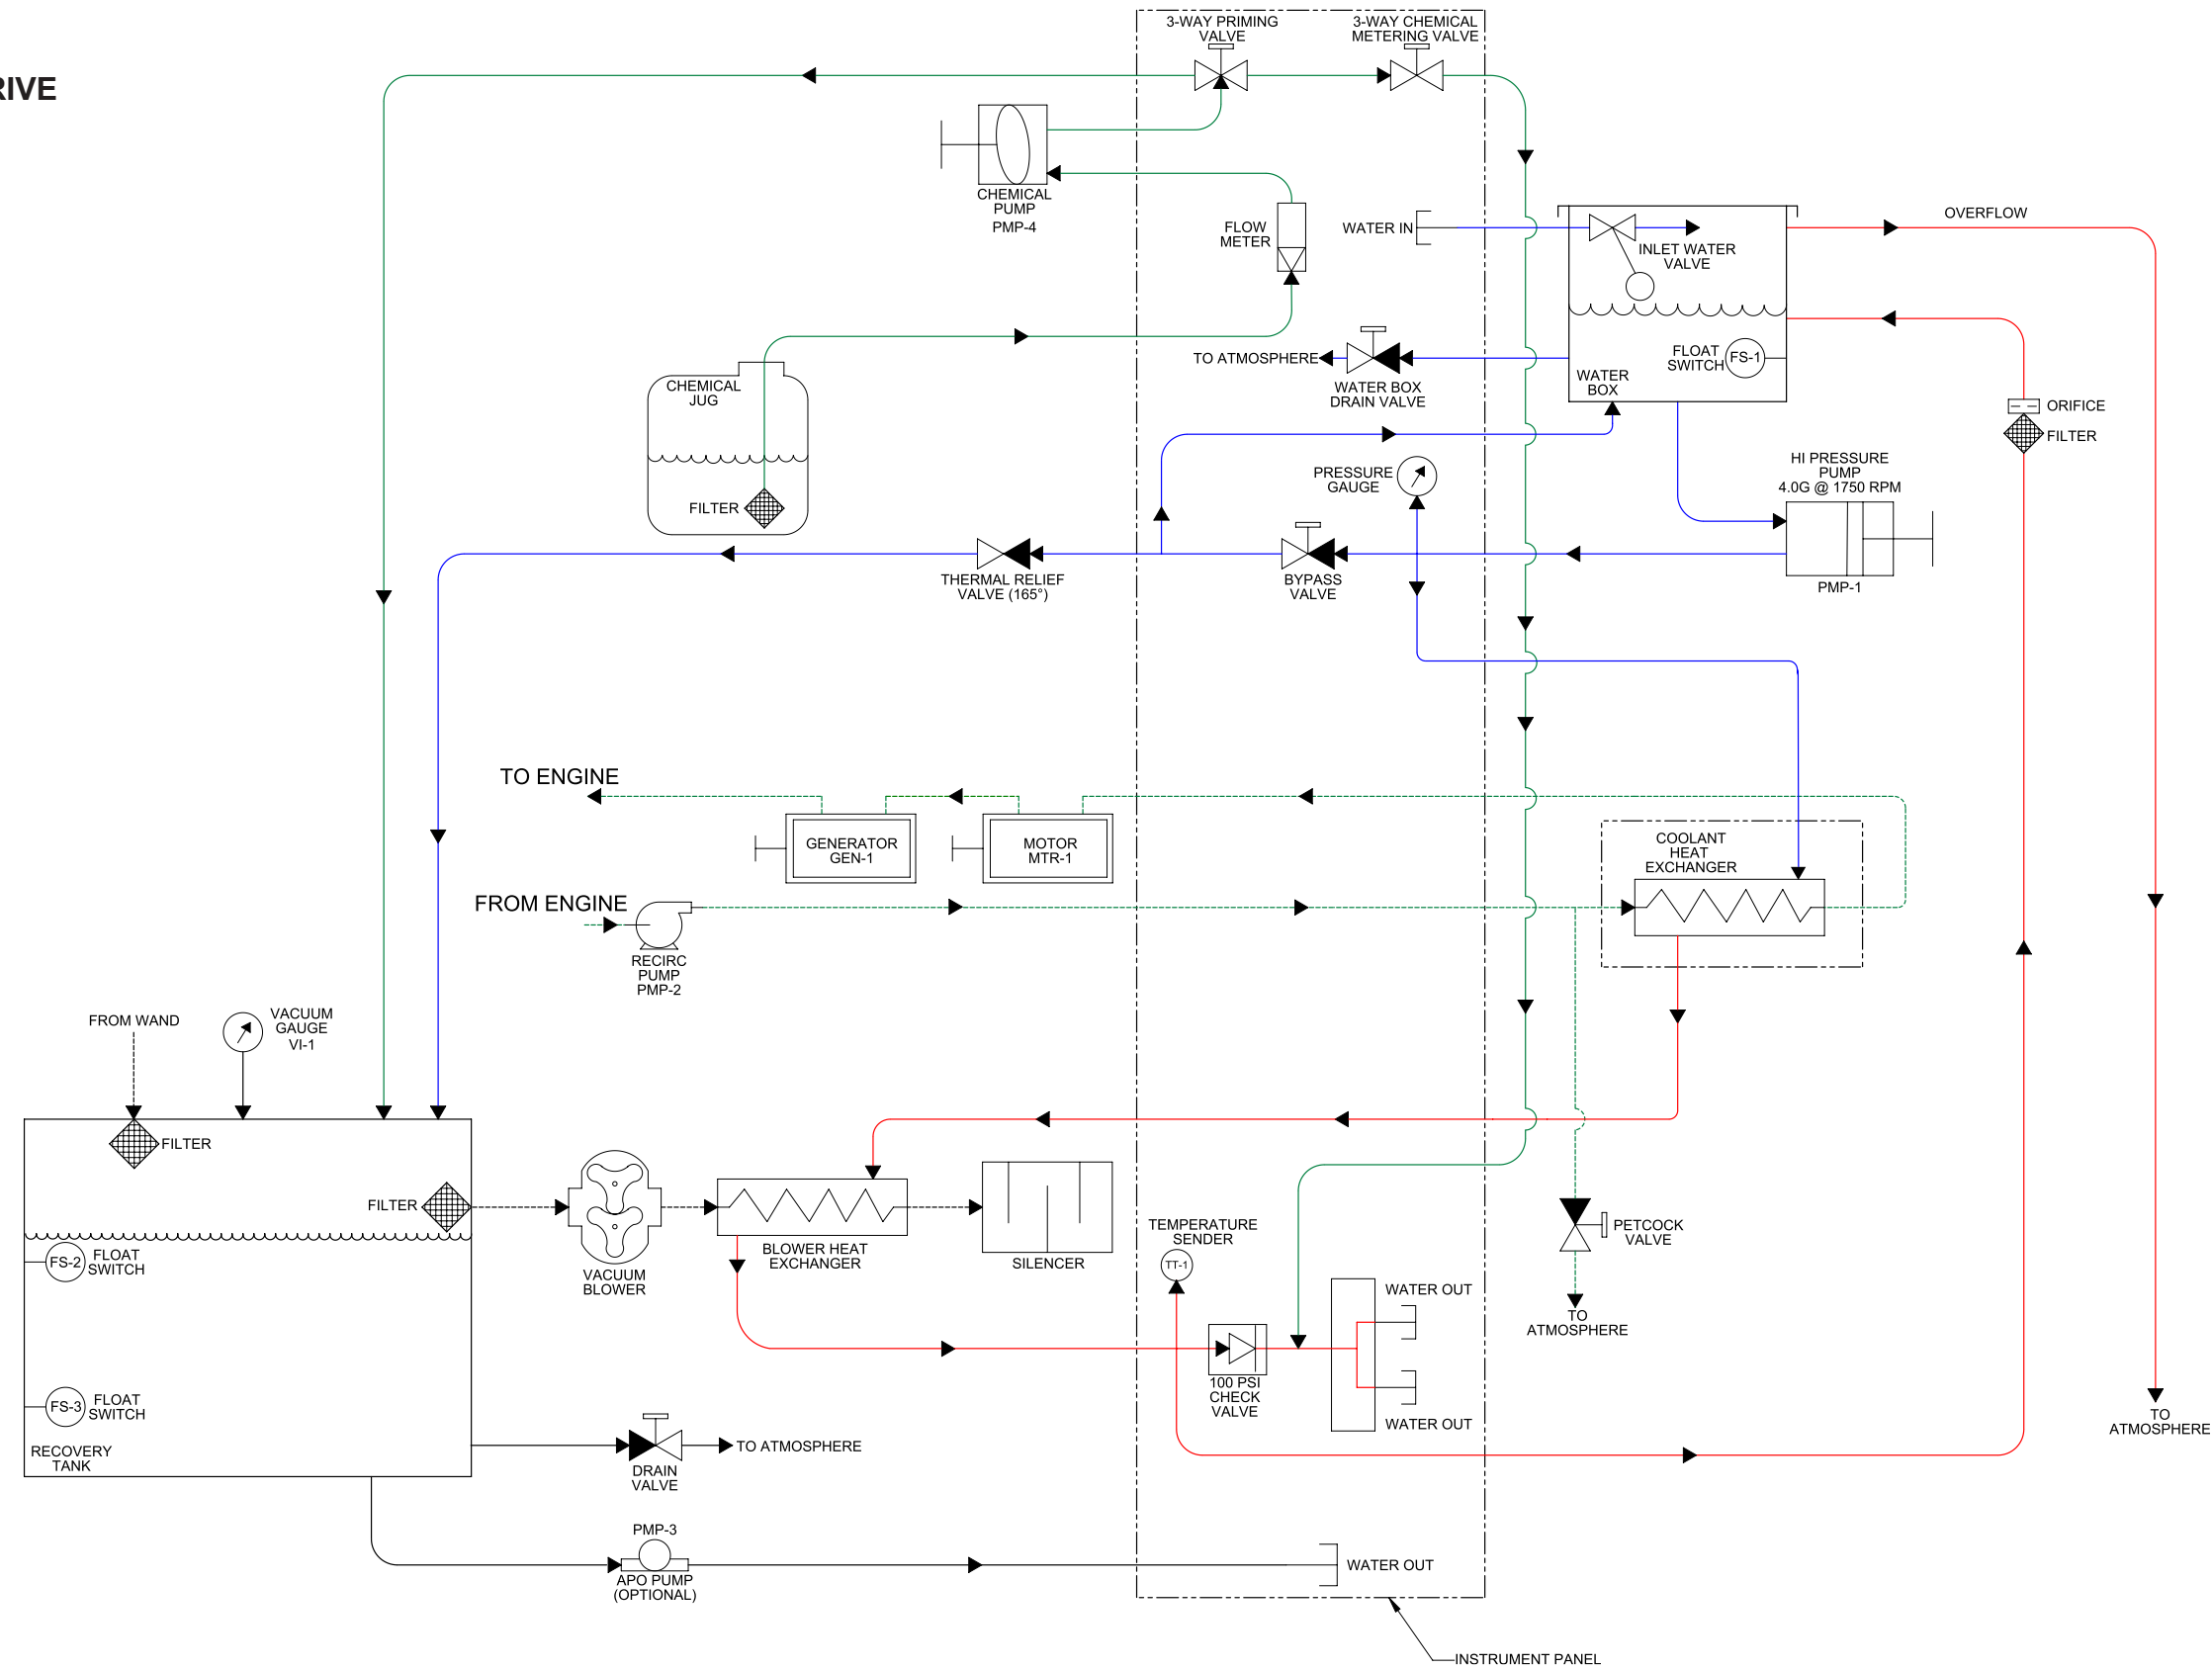 RIVE
3-WAY PRIMING
VALVE
3-WAY CHEMICAL
METERING VALVE
CHEMICAL
PUMP
PMP-4
FLOW
METER
WATER IN
INLET WATER
VALVE
OVERFLOW
TO ATMOSPHERE
WATER BOX
DRAIN VALVE
FLOAT
SWITCH
FS-1
WATER
BOX
CHEMICAL
JUG
FILTER
ORIFICE
FILTER
PRESSURE
GAUGE
HI PRESSURE
PUMP
4.0G @ 1750 RPM
PMP-1
THERMAL RELIEF
VALVE (165°)
BYPASS
VALVE
TO ENGINE
GENERATOR
GEN-1
MOTOR
MTR-1
COOLANT
HEAT
EXCHANGER
FROM ENGINE
RECIRC
PUMP
PMP-2
FROM WAND
VACUUM
GAUGE
VI-1
FILTER
FILTER
FS-2
FLOAT
SWITCH
VACUUM
BLOWER
BLOWER HEAT
EXCHANGER
SILENCER
TEMPERATURE
SENDER
TT-1
PETCOCK
VALVE
TO
ATMOSPHERE
WATER OUT
100 PSI
CHECK
VALVE
WATER OUT
TO
ATMOSPHERE
FS-3
FLOAT
SWITCH
RECOVERY
TANK
DRAIN
VALVE
TO ATMOSPHERE
PMP-3
APO PUMP
(OPTIONAL)
WATER OUT
INSTRUMENT PANEL